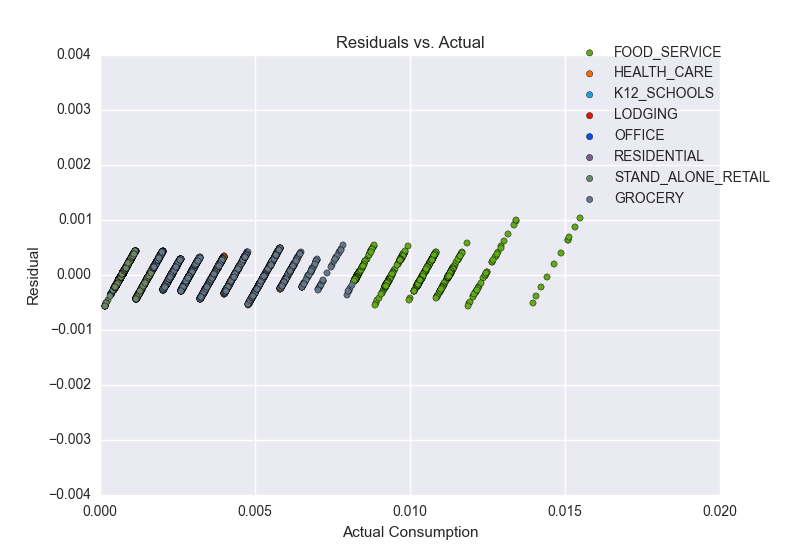 Residuals vs. Actual
FOOD_SERVICE
HEALTH_CARE
K12_SCHOOLS
LODGING
OFFICE
RESIDENTIAL
STAND_ALONE_RETAIL
GROCERY
0.004
0.003
0.002
0.001
0.000
−0.001
−0.002
−0.003
−0.004
Residual
0.000
0.005
0.010
0.015
0.020
Actual Consumption